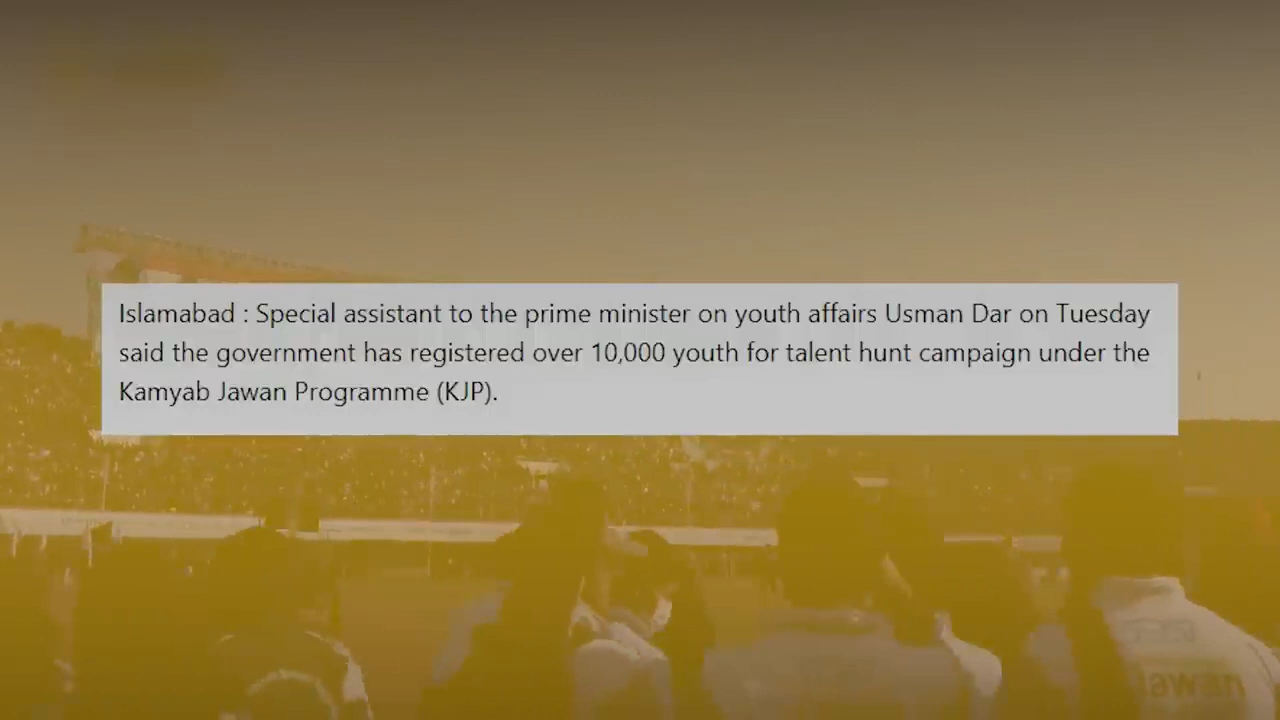 Islamabad : Special assistant to the prime minister on youth affairs Usman Dar on Tuesday
said the government has registered over 10,000 youth for talent hunt campaign under the
Kamyab Jawan Programme (KJP).